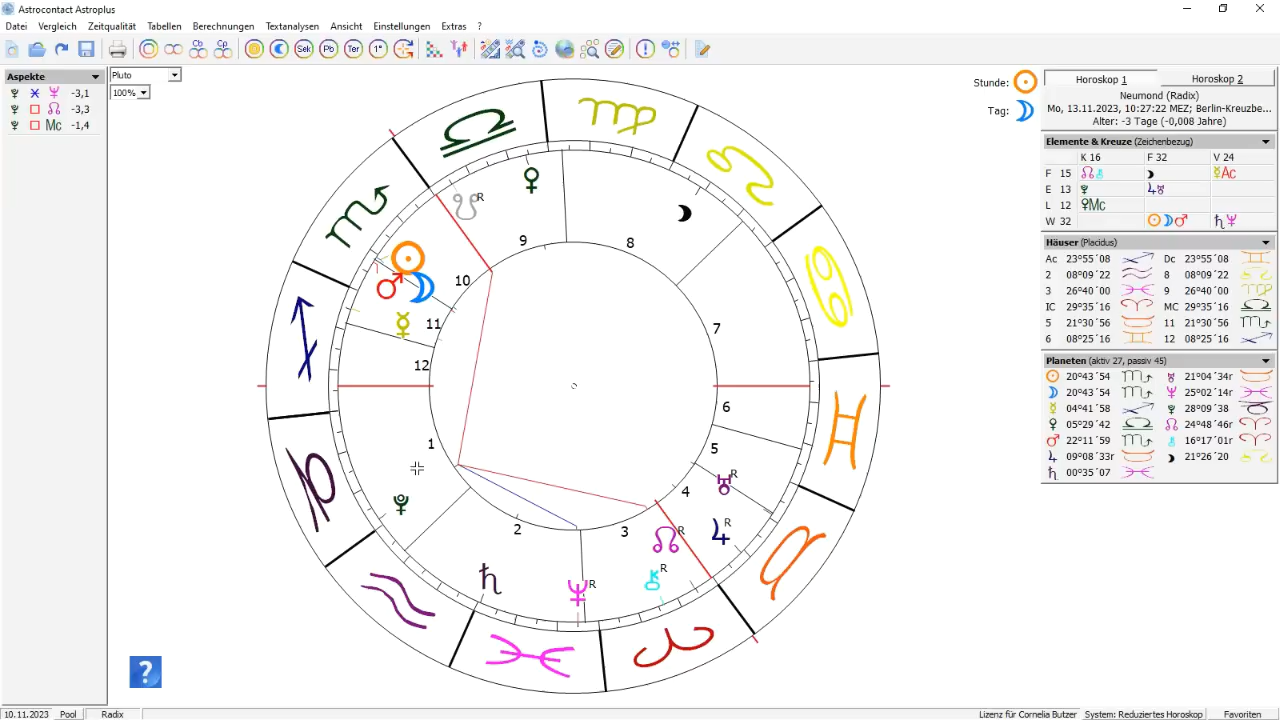 Astrocontact Astroplus
Datei Vergleich Zeitqualität Tabellen Berechnungen Textanalysen Ansicht Einstellungen Extras ?
Cb Cp Sek Pb Ter 1°
Aspekte
-3,1
-3,3
Mc -1,4
Pluto
100%
Stunde:
Tag:
Horoskop 1 Horoskop 2
Neumond (Radix)
Mo, 13.11.2023, 10:27:22 MEZ; Berlin-Kreuzbe...
Alter: -3 Tage (-0,008 Jahre)
Elemente & Kreuze (Zeichenbezug)
K 16 F 32 V 24
F 15 Ac
E 13
L 12 Mc
W 32
Häuser (Placidus)
Ac 23°55'08 Dc 23°55'08
2 08°09'22 8 08°09'22
3 26°40'00 9 26°40'00
IC 29°35'16 MC 29°35'16
5 21°30'56 11 21°30'56
6 08°25'16 12 08°25'16
Planeten (aktiv 27, passiv 45)
20°43'54 21°04'34r
20°43'54 25°02'14r
04°41'58 28°09'38
05°29'42 24°48'46r
22°11'59 16°17'01r
09°08'33r 21°26'20
00°35'07
R
9
8
10
11
7
12
6
1
5
R
4
2
3
R
R
R
R
?
10.11.2023 Pool Radix Lizenz für Cornelia Butzer System: Reduziertes Horoskop Favoriten